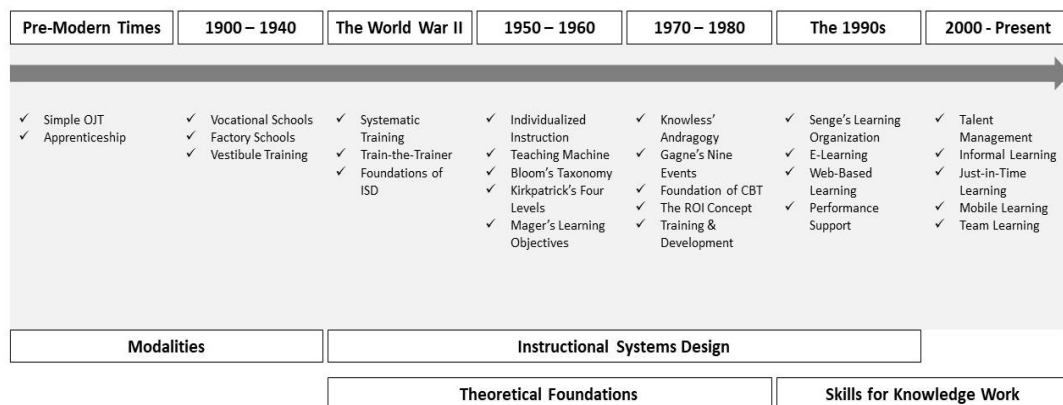 Pre-Modern Times
1900 – 1940
The World War II
1950 – 1960
1970 – 1980
The 1990s
2000 - Present
✓ Simple OJT
✓ Apprenticeship
✓ Vocational Schools
✓ Factory Schools
✓ Vestibule Training
✓ Systematic
Training
✓ Train-the-Trainer
✓ Foundations of
ISD
✓ Individualized
Instruction
✓ Teaching Machine
✓ Bloom's Taxonomy
✓ Kirkpatrick's Four
Levels
✓ Mager's Learning
Objectives
✓ Knowless'
Andragogy
✓ Gagne's Nine
Events
✓ Foundation of CBT
✓ The ROI Concept
✓ Training &
Development
✓ Senge's Learning
Organization
✓ E-Learning
✓ Web-Based
Learning
✓ Performance
Support
✓ Talent
Management
✓ Informal Learning
✓ Just-in-Time
Learning
✓ Mobile Learning
✓ Team Learning
Modalities
Instructional Systems Design
Theoretical Foundations
Skills for Knowledge Work